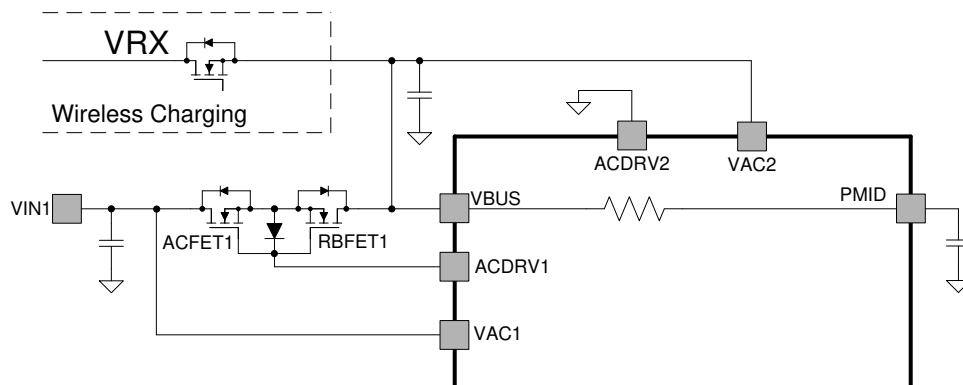 VRX
Wireless Charging
ACDRV2
VAC2
VIN1
VBUS
PMID
ACFET1
RBFET1
ACDRV1
VAC1